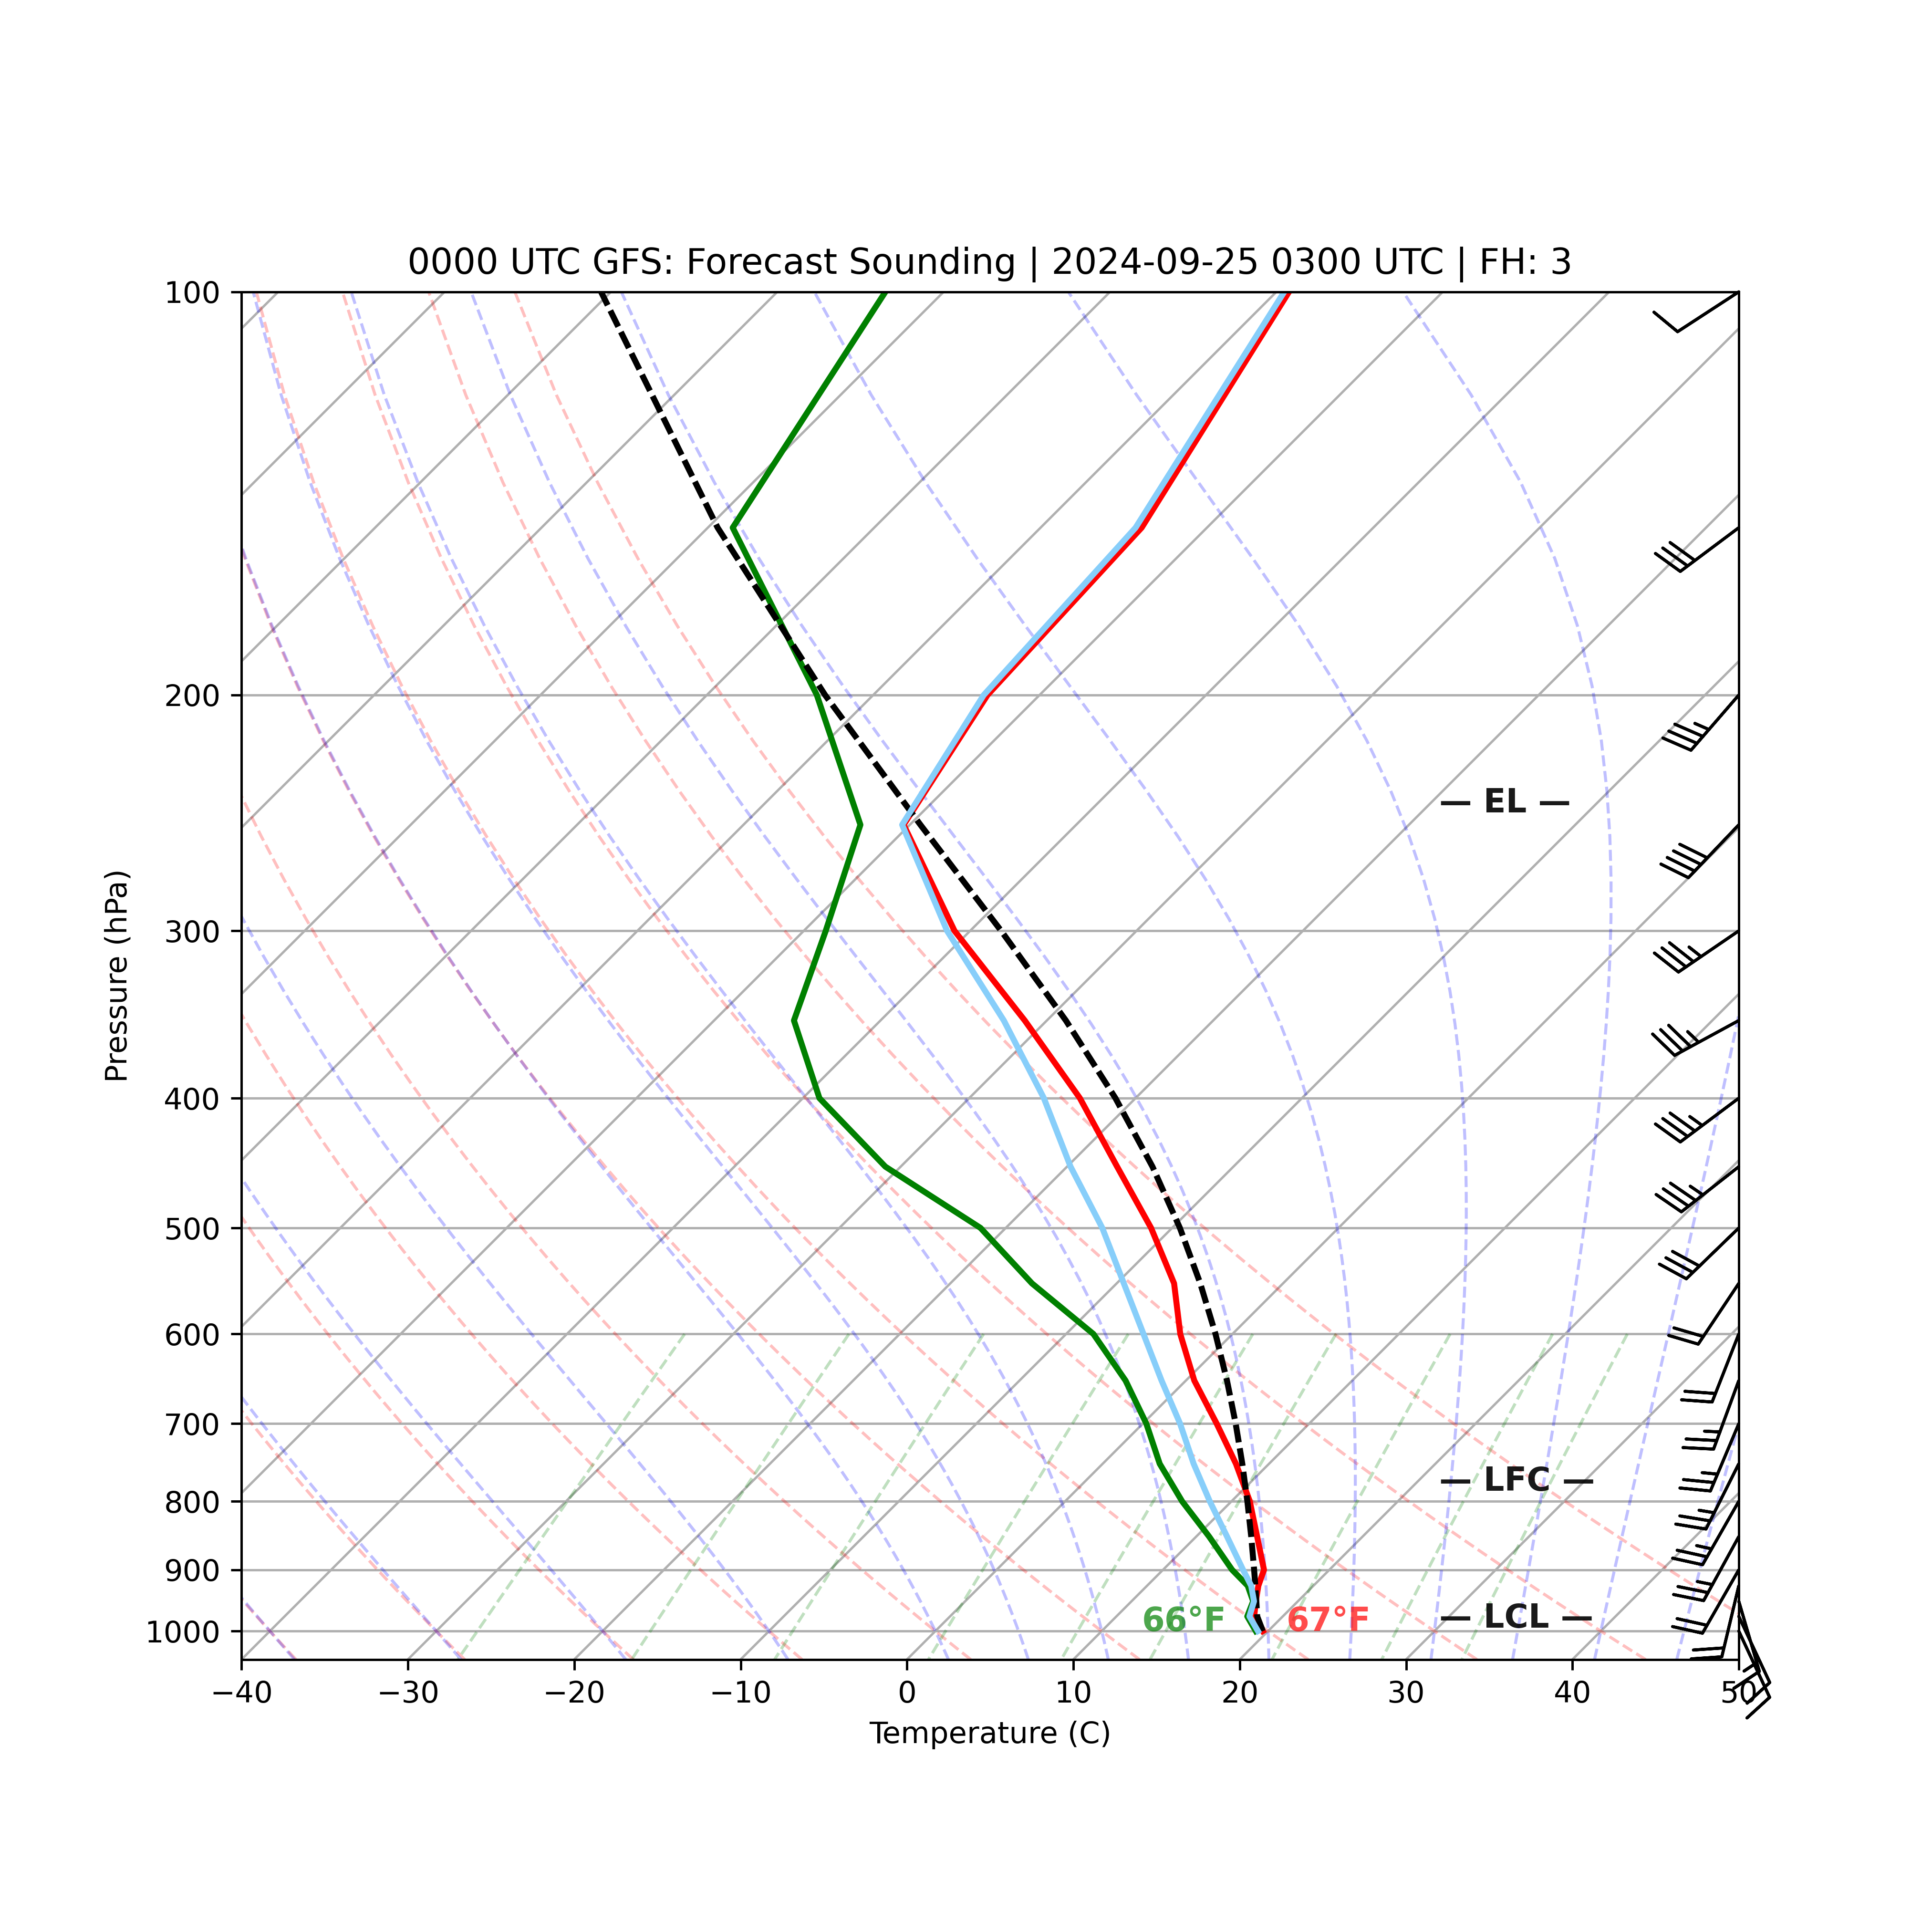 0000 UTC GFS: Forecast Sounding | 2024-09-25 0300 UTC | FH: 3
100
200
300
400
500
600
700
800
900
1000
Pressure (hPa)
— EL —
— LFC —
— LCL —
66°F 67°F
−40 −30 −20 −10 0 10 20 30 40 50
Temperature (C)